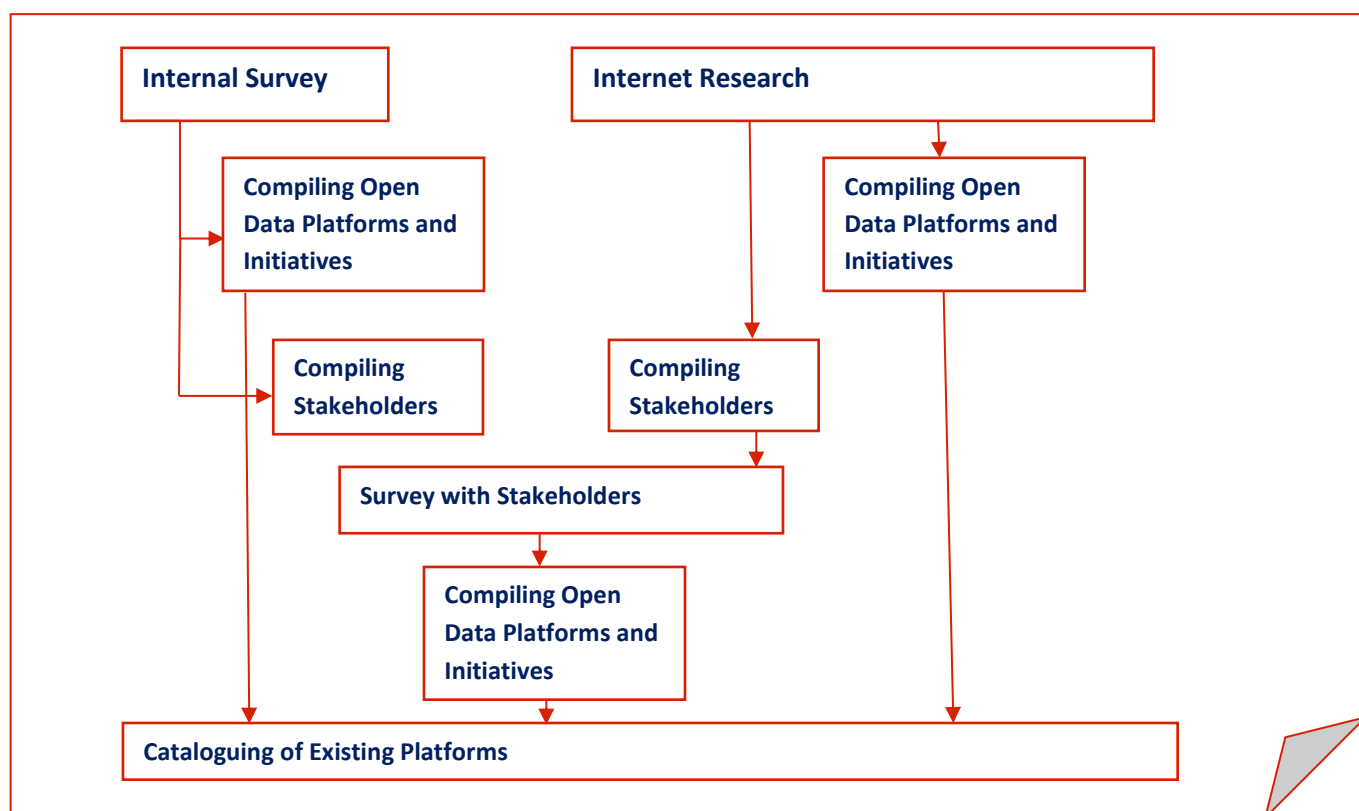 Internal Survey
Internet Research
Compiling Open
Data Platforms and
Initiatives
Compiling Open
Data Platforms and
Initiatives
Compiling
Stakeholders
Compiling
Stakeholders
Survey with Stakeholders
Compiling Open
Data Platforms and
Initiatives
Cataloguing of Existing Platforms